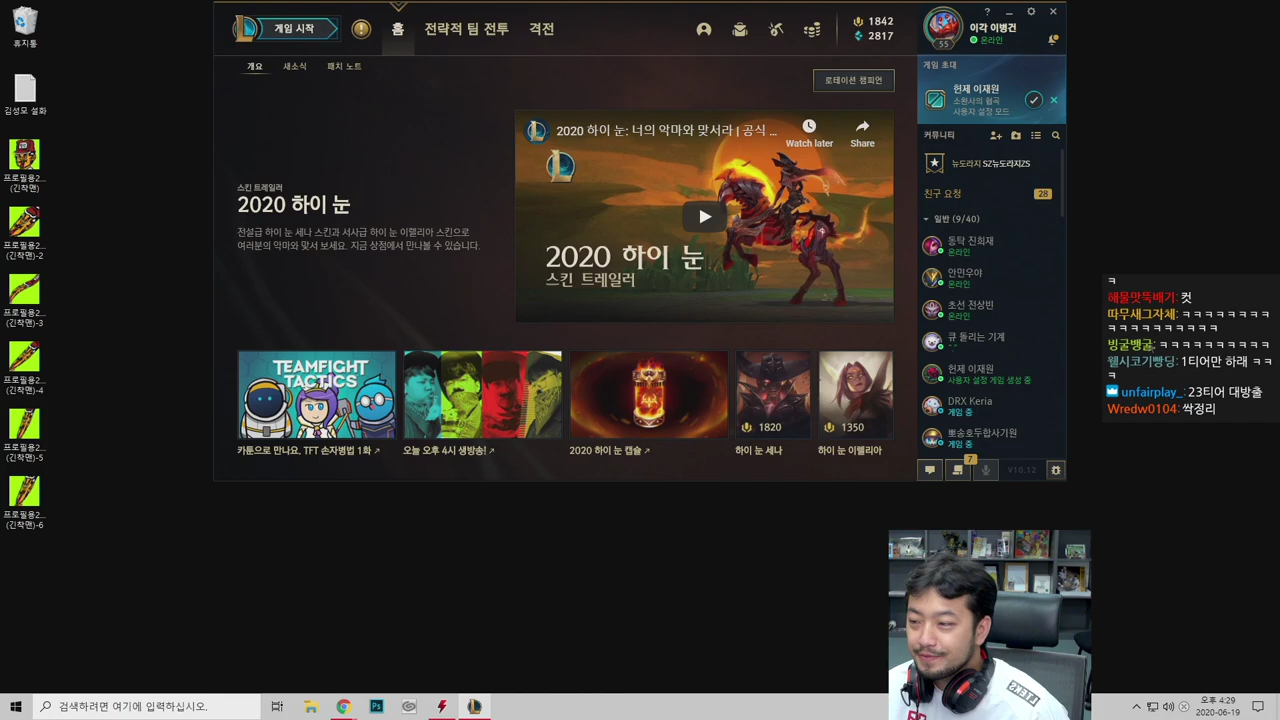 휴지통
김성모 설화
프로필용2...
(긴착맨)
프로필용2...
(긴착맨)-2
프로필용2...
(긴착맨)-3
프로필용2...
(긴착맨)-4
프로필용2...
(긴착맨)-5
프로필용2...
(긴착맨)-6
게임 시작
홈
전략적 팀 전투
격전
1842
2817
55
이각 이병건
온라인
개요
새소식
패치 노트
로테이션 챔피언
스킨 트레일러
2020 하이 눈
전설급 하이 눈 세나 스킨과 서사급 하이 눈 이렐리아 스킨으로
여러분의 악마와 맞서 보세요. 지금 상점에서 만나볼 수 있습니다.
2020 하이 눈: 너의 악마와 맞서라 | 공식 ...
Watch later
Share
2020 하이 눈
스킨 트레일러
TEAMFIGHT
TACTICS
1820
1350
카툰으로 만나요. TFT 손자병법 1화
오늘 오후 4시 생방송!
2020 하이 눈 캡슐
하이 눈 세나
하이 눈 이렐리아
게임 초대
헌제 이재원
소환사의 협곡
사용자 설정 모드
커뮤니티
뉴도라지 SZ뉴도라지ZS
친구 요청
28
일반 (9/40)
동탁 진희재
온라인
안민우야
온라인
초선 전상빈
온라인
큐 돌리는 기계
^^
헌제 이재원
사용자 설정 게임 생성 중
DRX Keria
게임 중
뽀송호두합사기원
게임 중
7
V10.12
ㅋ
해물맛뚝배기: 컷
따무새그자체: ㅋㅋㅋㅋㅋㅋㅋㅋ
ㅋㅋㅋㅋㅋㅋㅋㅋㅋㅋ
빙굴뱅굴: ㅋㅋㅋㅋㅋㅋㅋㅋㅋㅋ
웰시코기빵딩: 1티어만 하래 ㅋㅋ
ㅋ
unfairplay_: 23티어 대방출
Wredw0104: 싹정리
검색하려면 여기에 입력하십시오.
오후 4:29
2020-06-19